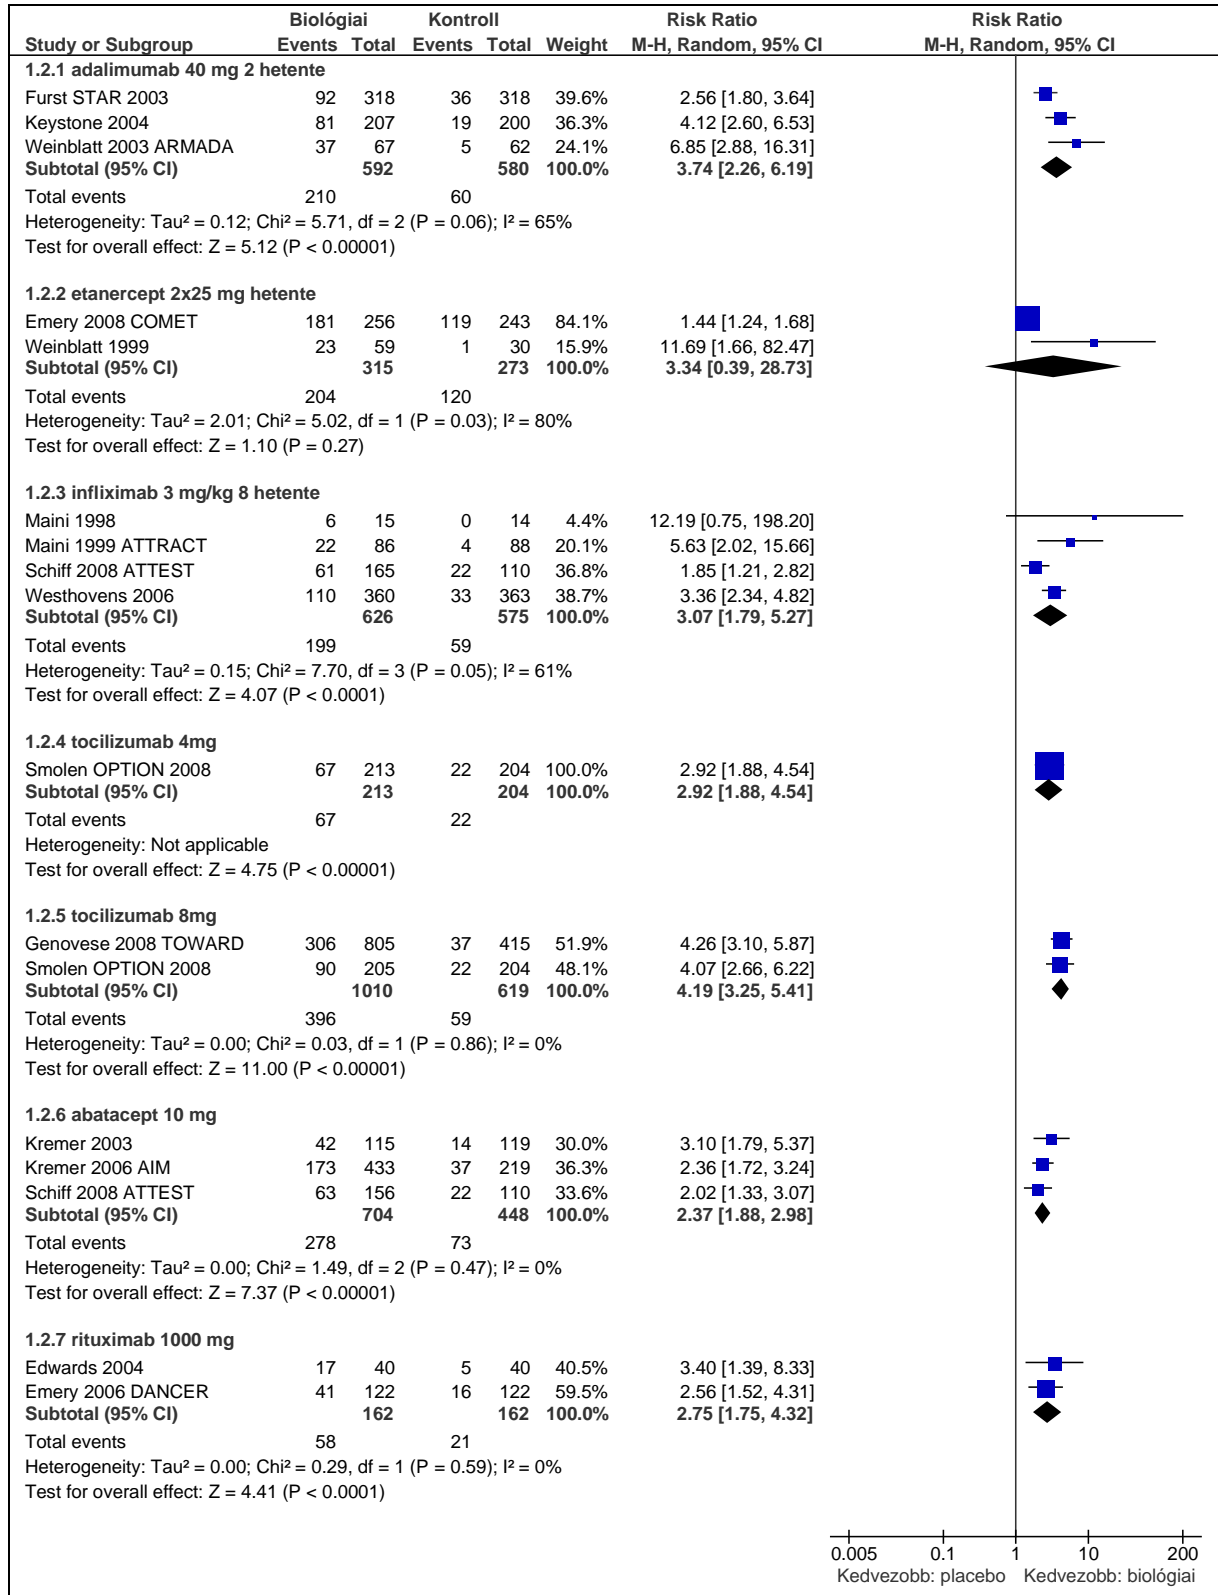 Biológiai Kontroll Risk Ratio Risk Ratio
Study or Subgroup Events Total Events Total Weight M-H, Random, 95% CI M-H, Random, 95% CI
1.2.1 adalimumab 40 mg 2 hetente
Furst STAR 2003 92 318 36 318 39.6% 2.56 [1.80, 3.64]
Keystone 2004 81 207 19 200 36.3% 4.12 [2.60, 6.53]
Weinblatt 2003 ARMADA 37 67 5 62 24.1% 6.85 [2.88, 16.31]
Subtotal (95% CI) 592 580 100.0% 3.74 [2.26, 6.19]
Total events 210 60
Heterogeneity: Tau² = 0.12; Chi² = 5.71, df = 2 (P = 0.06); I² = 65%
Test for overall effect: Z = 5.12 (P < 0.00001)
1.2.2 etanercept 2x25 mg hetente
Emery 2008 COMET 181 256 119 243 84.1% 1.44 [1.24, 1.68]
Weinblatt 1999 23 59 1 30 15.9% 11.69 [1.66, 82.47]
Subtotal (95% CI) 315 273 100.0% 3.34 [0.39, 28.73]
Total events 204 120
Heterogeneity: Tau² = 2.01; Chi² = 5.02, df = 1 (P = 0.03); I² = 80%
Test for overall effect: Z = 1.10 (P = 0.27)
1.2.3 infliximab 3 mg/kg 8 hetente
Maini 1998 6 15 0 14 4.4% 12.19 [0.75, 198.20]
Maini 1999 ATTRACT 22 86 4 88 20.1% 5.63 [2.02, 15.66]
Schiff 2008 ATTEST 61 165 22 110 36.8% 1.85 [1.21, 2.82]
Westhovens 2006 110 360 33 363 38.7% 3.36 [2.34, 4.82]
Subtotal (95% CI) 626 575 100.0% 3.07 [1.79, 5.27]
Total events 199 59
Heterogeneity: Tau² = 0.15; Chi² = 7.70, df = 3 (P = 0.05); I² = 61%
Test for overall effect: Z = 4.07 (P < 0.0001)
1.2.4 tocilizumab 4mg
Smolen OPTION 2008 67 213 22 204 100.0% 2.92 [1.88, 4.54]
Subtotal (95% CI) 213 204 100.0% 2.92 [1.88, 4.54]
Total events 67 22
Heterogeneity: Not applicable
Test for overall effect: Z = 4.75 (P < 0.00001)
1.2.5 tocilizumab 8mg
Genovese 2008 TOWARD 306 805 37 415 51.9% 4.26 [3.10, 5.87]
Smolen OPTION 2008 90 205 22 204 48.1% 4.07 [2.66, 6.22]
Subtotal (95% CI) 1010 619 100.0% 4.19 [3.25, 5.41]
Total events 396 59
Heterogeneity: Tau² = 0.00; Chi² = 0.03, df = 1 (P = 0.86); I² = 0%
Test for overall effect: Z = 11.00 (P < 0.00001)
1.2.6 abatacept 10 mg
Kremer 2003 42 115 14 119 30.0% 3.10 [1.79, 5.37]
Kremer 2006 AIM 173 433 37 219 36.3% 2.36 [1.72, 3.24]
Schiff 2008 ATTEST 63 156 22 110 33.6% 2.02 [1.33, 3.07]
Subtotal (95% CI) 704 448 100.0% 2.37 [1.88, 2.98]
Total events 278 73
Heterogeneity: Tau² = 0.00; Chi² = 1.49, df = 2 (P = 0.47); I² = 0%
Test for overall effect: Z = 7.37 (P < 0.00001)
1.2.7 rituximab 1000 mg
Edwards 2004 17 40 5 40 40.5% 3.40 [1.39, 8.33]
Emery 2006 DANCER 41 122 16 122 59.5% 2.56 [1.52, 4.31]
Subtotal (95% CI) 162 162 100.0% 2.75 [1.75, 4.32]
Total events 58 21
Heterogeneity: Tau² = 0.00; Chi² = 0.29, df = 1 (P = 0.59); I² = 0%
Test for overall effect: Z = 4.41 (P < 0.0001)
0.005 0.1 1 10 200
Kedvezobb: placebo Kedvezobb: biológiai